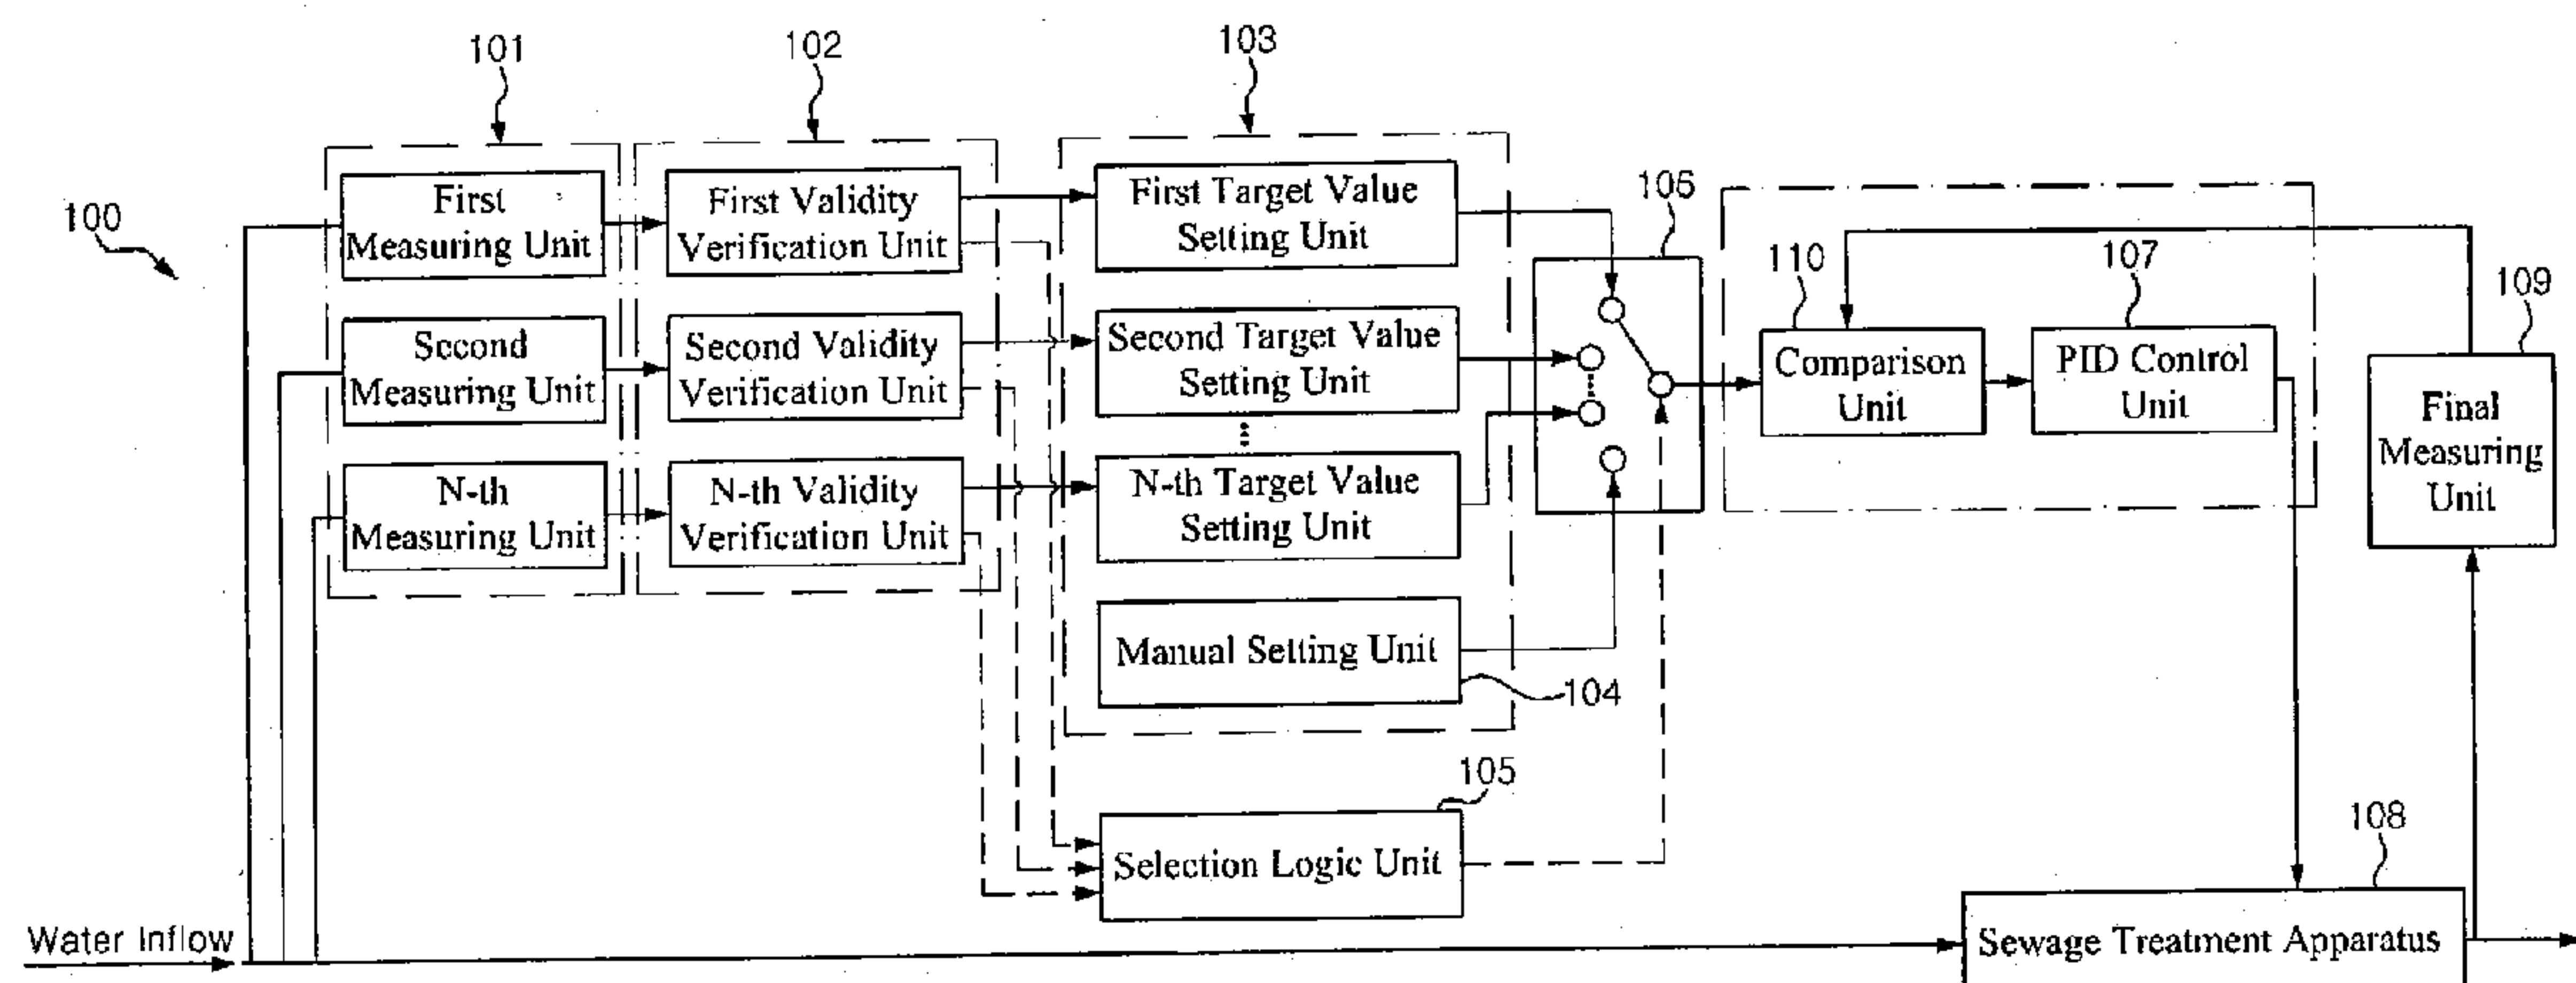 101
102
103
100
First
Measuring Unit
First Validity
Verification Unit
First Target Value
Setting Unit
106
110
107
109
Second
Measuring Unit
Second Validity
Verification Unit
Second Target Value
Setting Unit
Comparison
Unit
PID Control
Unit
Final
Measuring
Unit
N-th
Measuring Unit
N-th Validity
Verification Unit
N-th Target Value
Setting Unit
Manual Setting Unit
104
105
Selection Logic Unit
108
Water Inflow
Sewage Treatment Apparatus